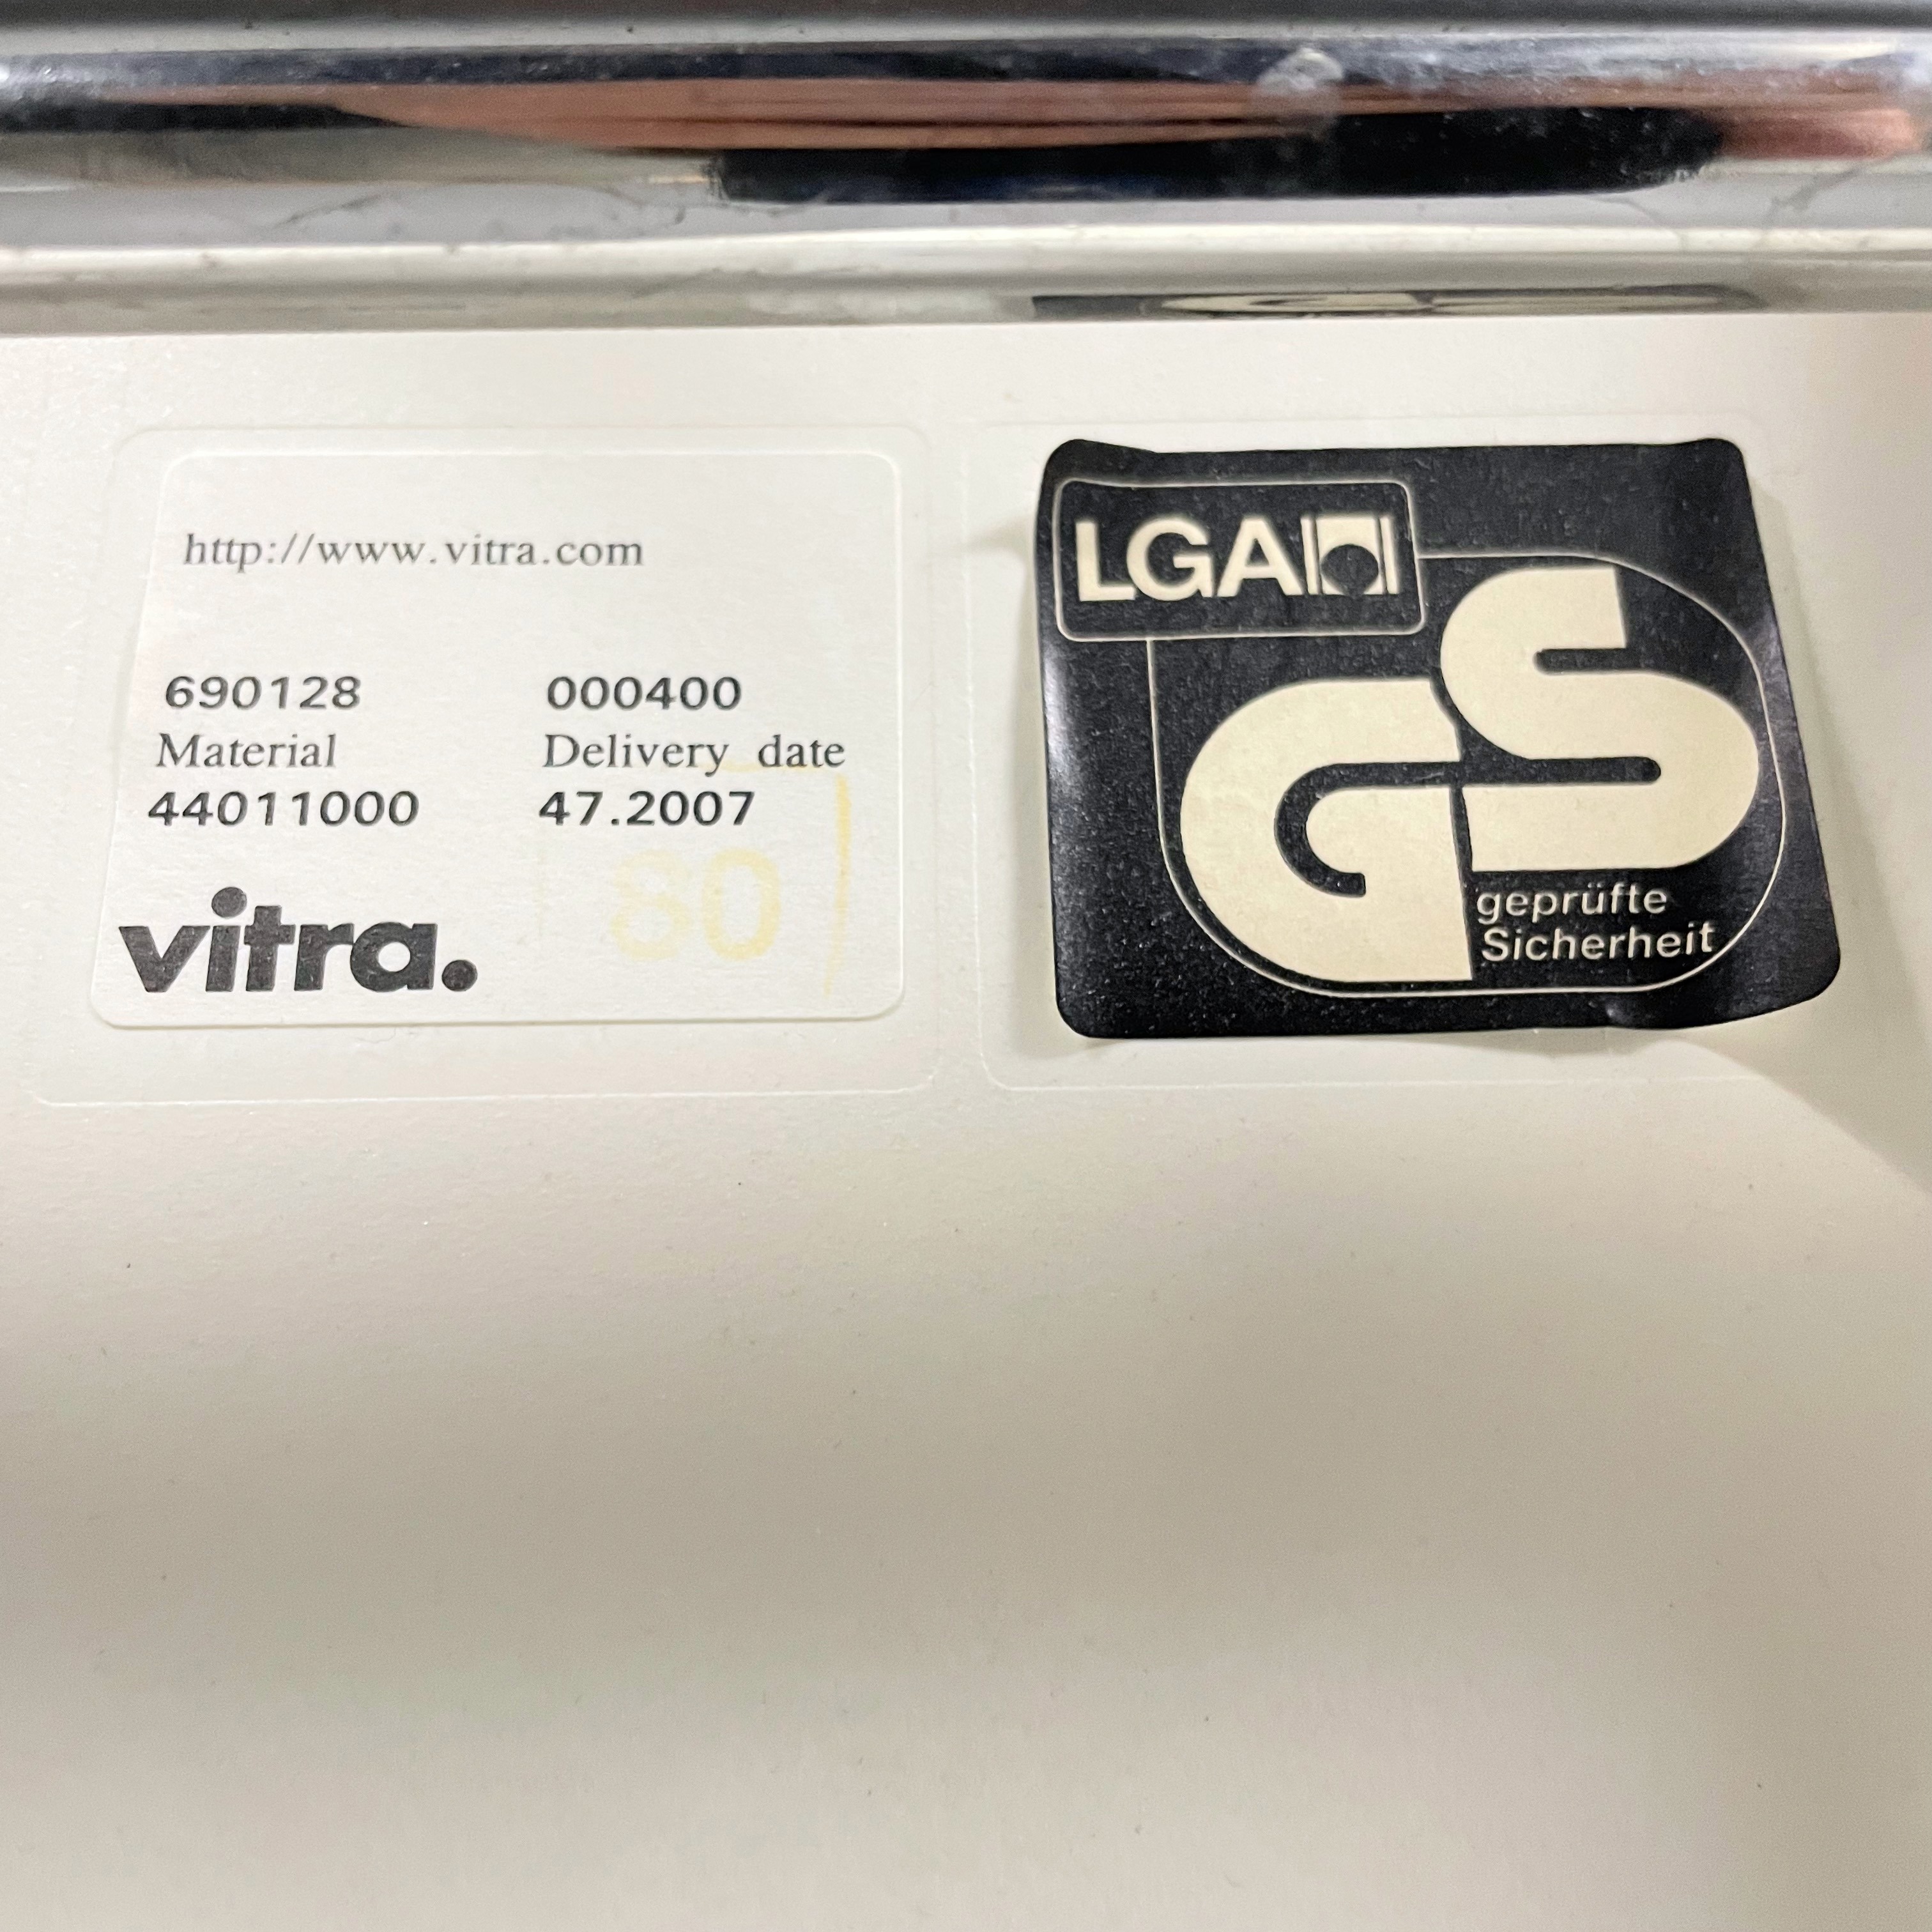 http://www.vitra.com
690128 000400
Material Delivery date
44011000 47.2007
80
vitra.
LGA
GS
geprüfte
Sicherheit